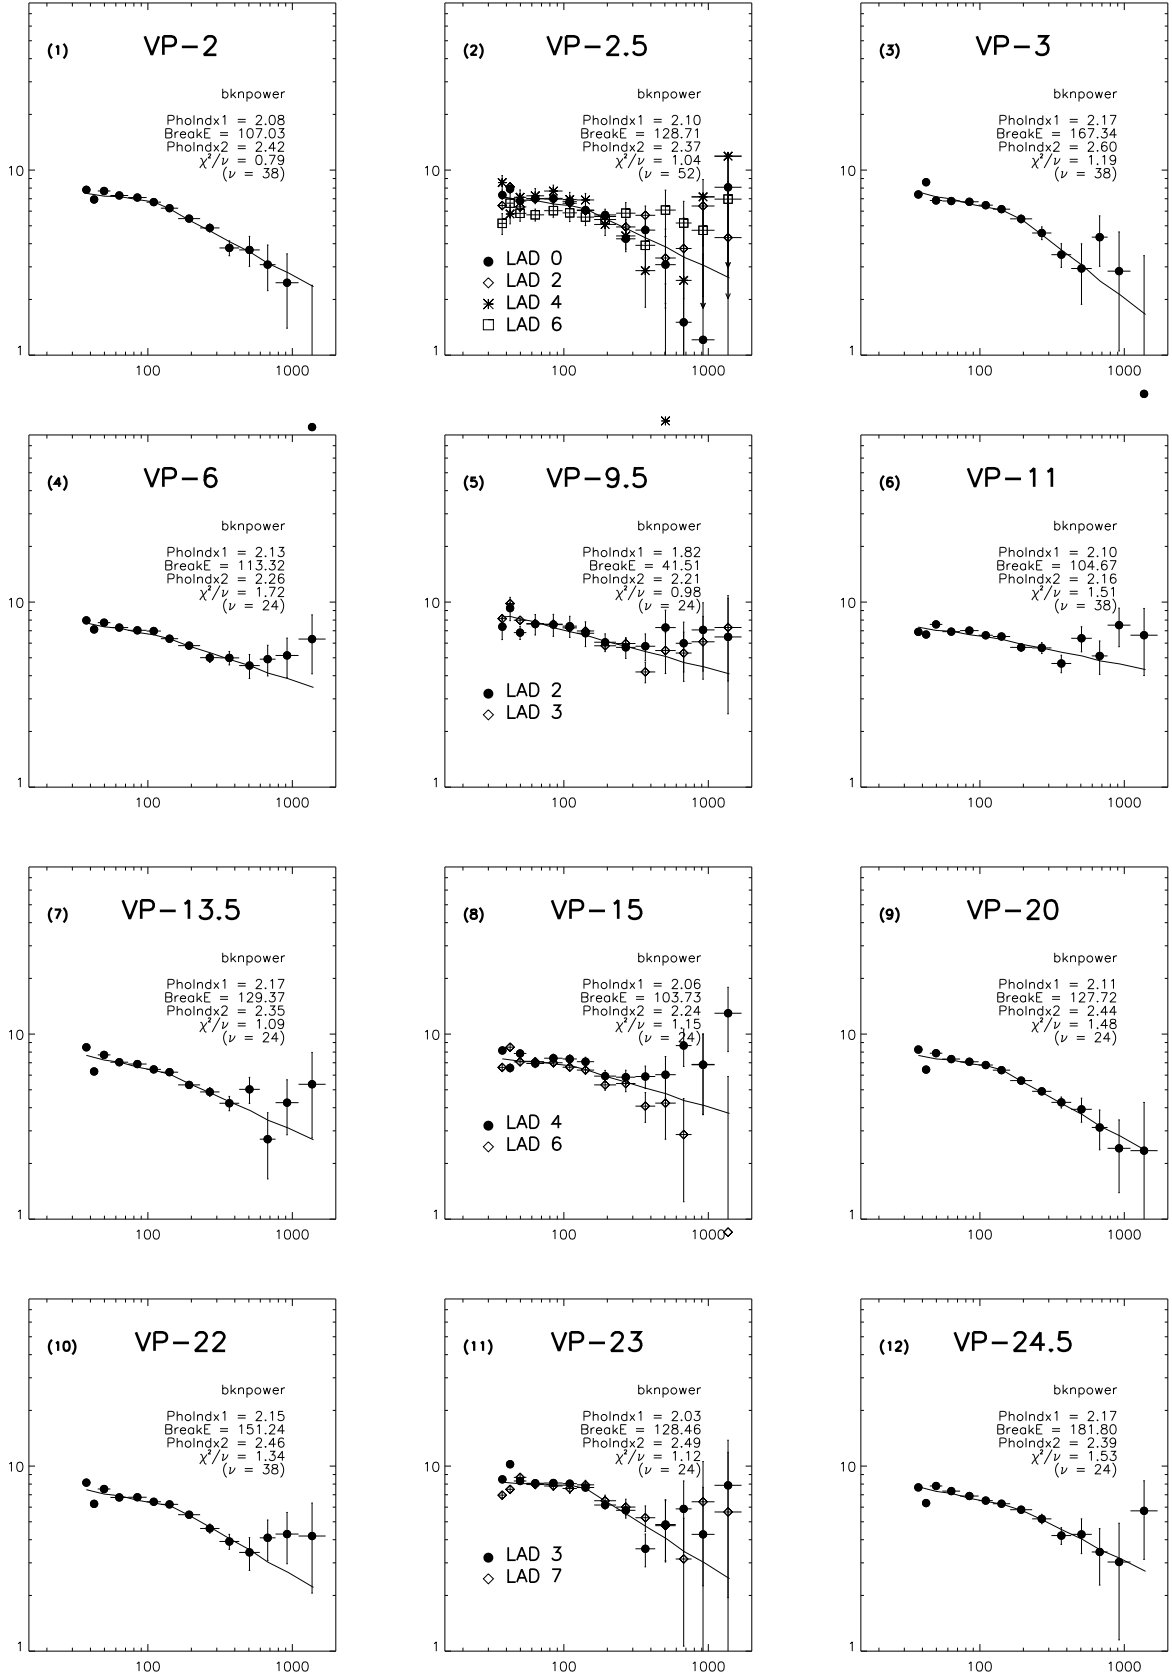 (1) VP−2
bknpower
PhoIndx1 = 2.08
BreakE = 107.03
PhoIndx2 = 2.42
χ²/ν = 0.79
(ν = 38)
10
1
100 1000
(2) VP−2.5
bknpower
PhoIndx1 = 2.10
BreakE = 128.71
PhoIndx2 = 2.37
χ²/ν = 1.04
(ν = 52)
LAD 0
LAD 2
LAD 4
LAD 6
10
1
100 1000
(3) VP−3
bknpower
PhoIndx1 = 2.17
BreakE = 167.34
PhoIndx2 = 2.60
χ²/ν = 1.19
(ν = 38)
10
1
100 1000
(4) VP−6
bknpower
PhoIndx1 = 2.13
BreakE = 113.32
PhoIndx2 = 2.26
χ²/ν = 1.72
(ν = 24)
10
1
100 1000
(5) VP−9.5
bknpower
PhoIndx1 = 1.82
BreakE = 41.51
PhoIndx2 = 2.21
χ²/ν = 0.98
(ν = 24)
LAD 2
LAD 3
10
1
100 1000
(6) VP−11
bknpower
PhoIndx1 = 2.10
BreakE = 104.67
PhoIndx2 = 2.16
χ²/ν = 1.51
(ν = 38)
10
1
100 1000
(7) VP−13.5
bknpower
PhoIndx1 = 2.17
BreakE = 129.37
PhoIndx2 = 2.35
χ²/ν = 1.09
(ν = 24)
10
1
100 1000
(8) VP−15
bknpower
PhoIndx1 = 2.06
BreakE = 103.73
PhoIndx2 = 2.24
χ²/ν = 1.15
(ν = 24)
LAD 4
LAD 6
10
1
100 1000
(9) VP−20
bknpower
PhoIndx1 = 2.11
BreakE = 127.72
PhoIndx2 = 2.44
χ²/ν = 1.48
(ν = 24)
10
1
100 1000
(10) VP−22
bknpower
PhoIndx1 = 2.15
BreakE = 151.24
PhoIndx2 = 2.46
χ²/ν = 1.34
(ν = 38)
10
1
100 1000
(11) VP−23
bknpower
PhoIndx1 = 2.03
BreakE = 128.46
PhoIndx2 = 2.49
χ²/ν = 1.12
(ν = 24)
LAD 3
LAD 7
10
1
100 1000
(12) VP−24.5
bknpower
PhoIndx1 = 2.17
BreakE = 181.80
PhoIndx2 = 2.39
χ²/ν = 1.53
(ν = 24)
10
1
100 1000